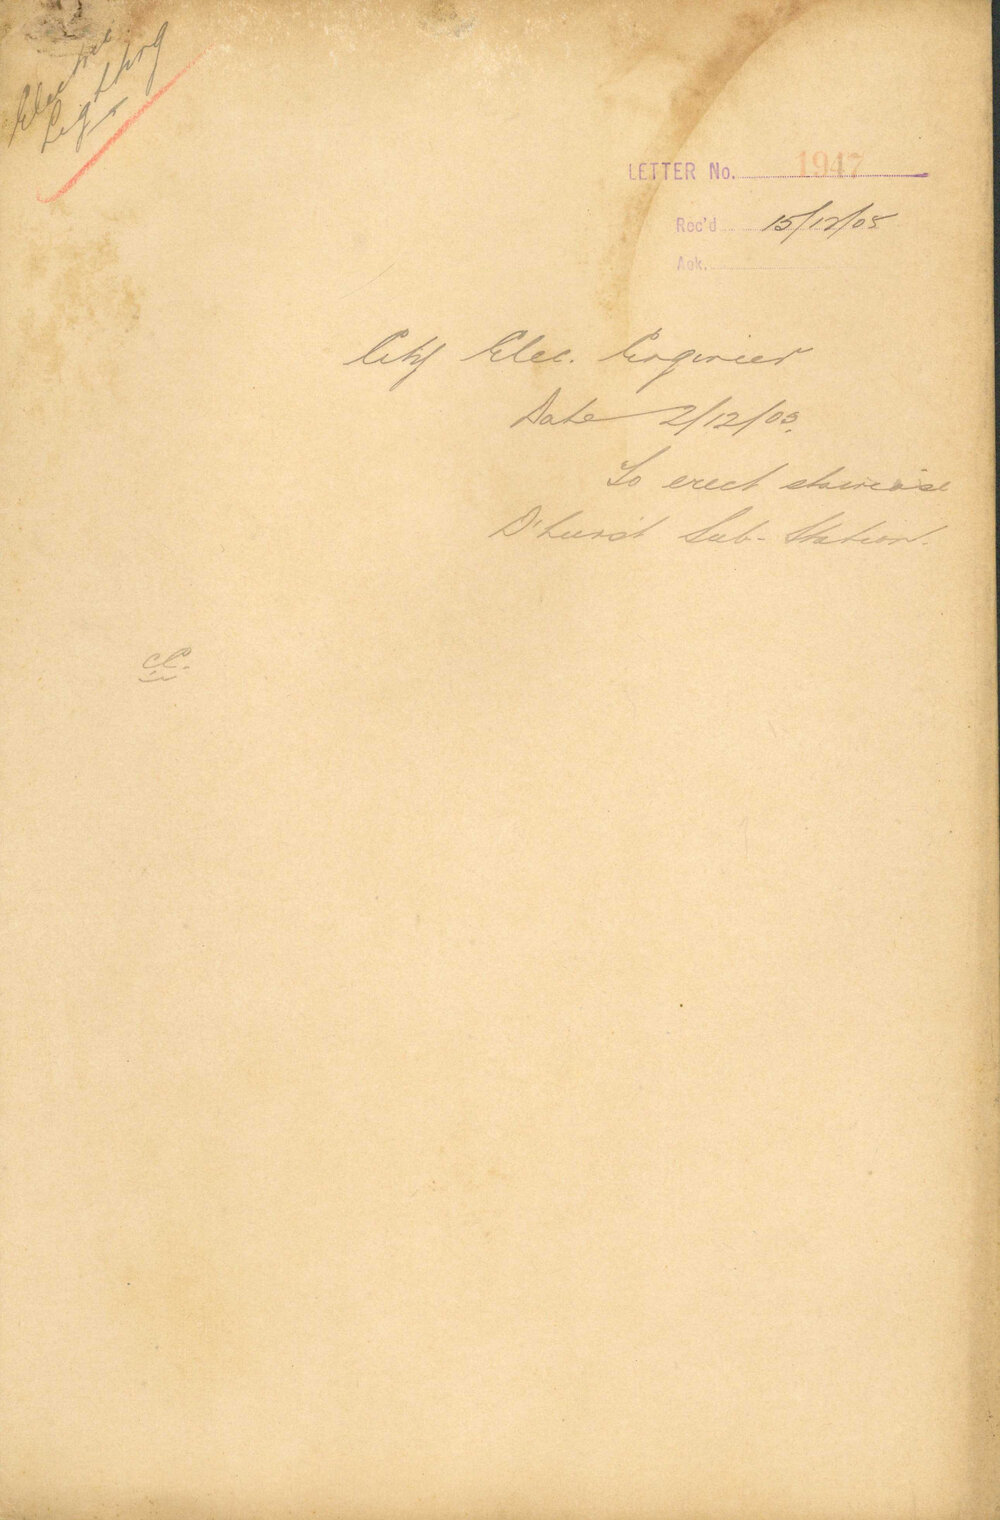 Electric
Lighting
LETTER No. 1947
Rec'd 15/12/05
Ack.
City Elec. Engineer
Date 2/12/05.
To erect staircase
D'hurst Sub-Station.